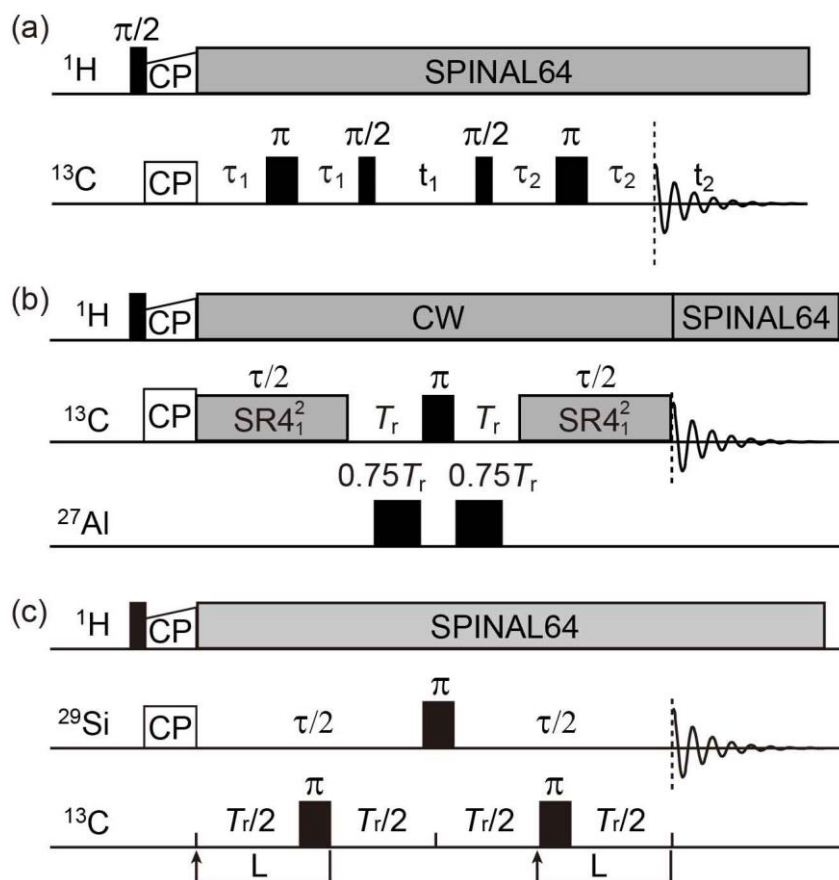 (a)
π/2
¹H CP SPINAL64
π π/2 π/2 π
¹³C CP τ₁ τ₁ t₁ τ₂ τ₂ t₂
(b)
¹H CP CW SPINAL64
τ/2 π τ/2
¹³C CP SR4₁² Tᵣ Tᵣ SR4₁²
0.75Tᵣ 0.75Tᵣ
²⁷Al
(c)
¹H CP SPINAL64
π
²⁹Si CP τ/2 τ/2
π π
¹³C Tᵣ/2 Tᵣ/2 Tᵣ/2 Tᵣ/2
L L